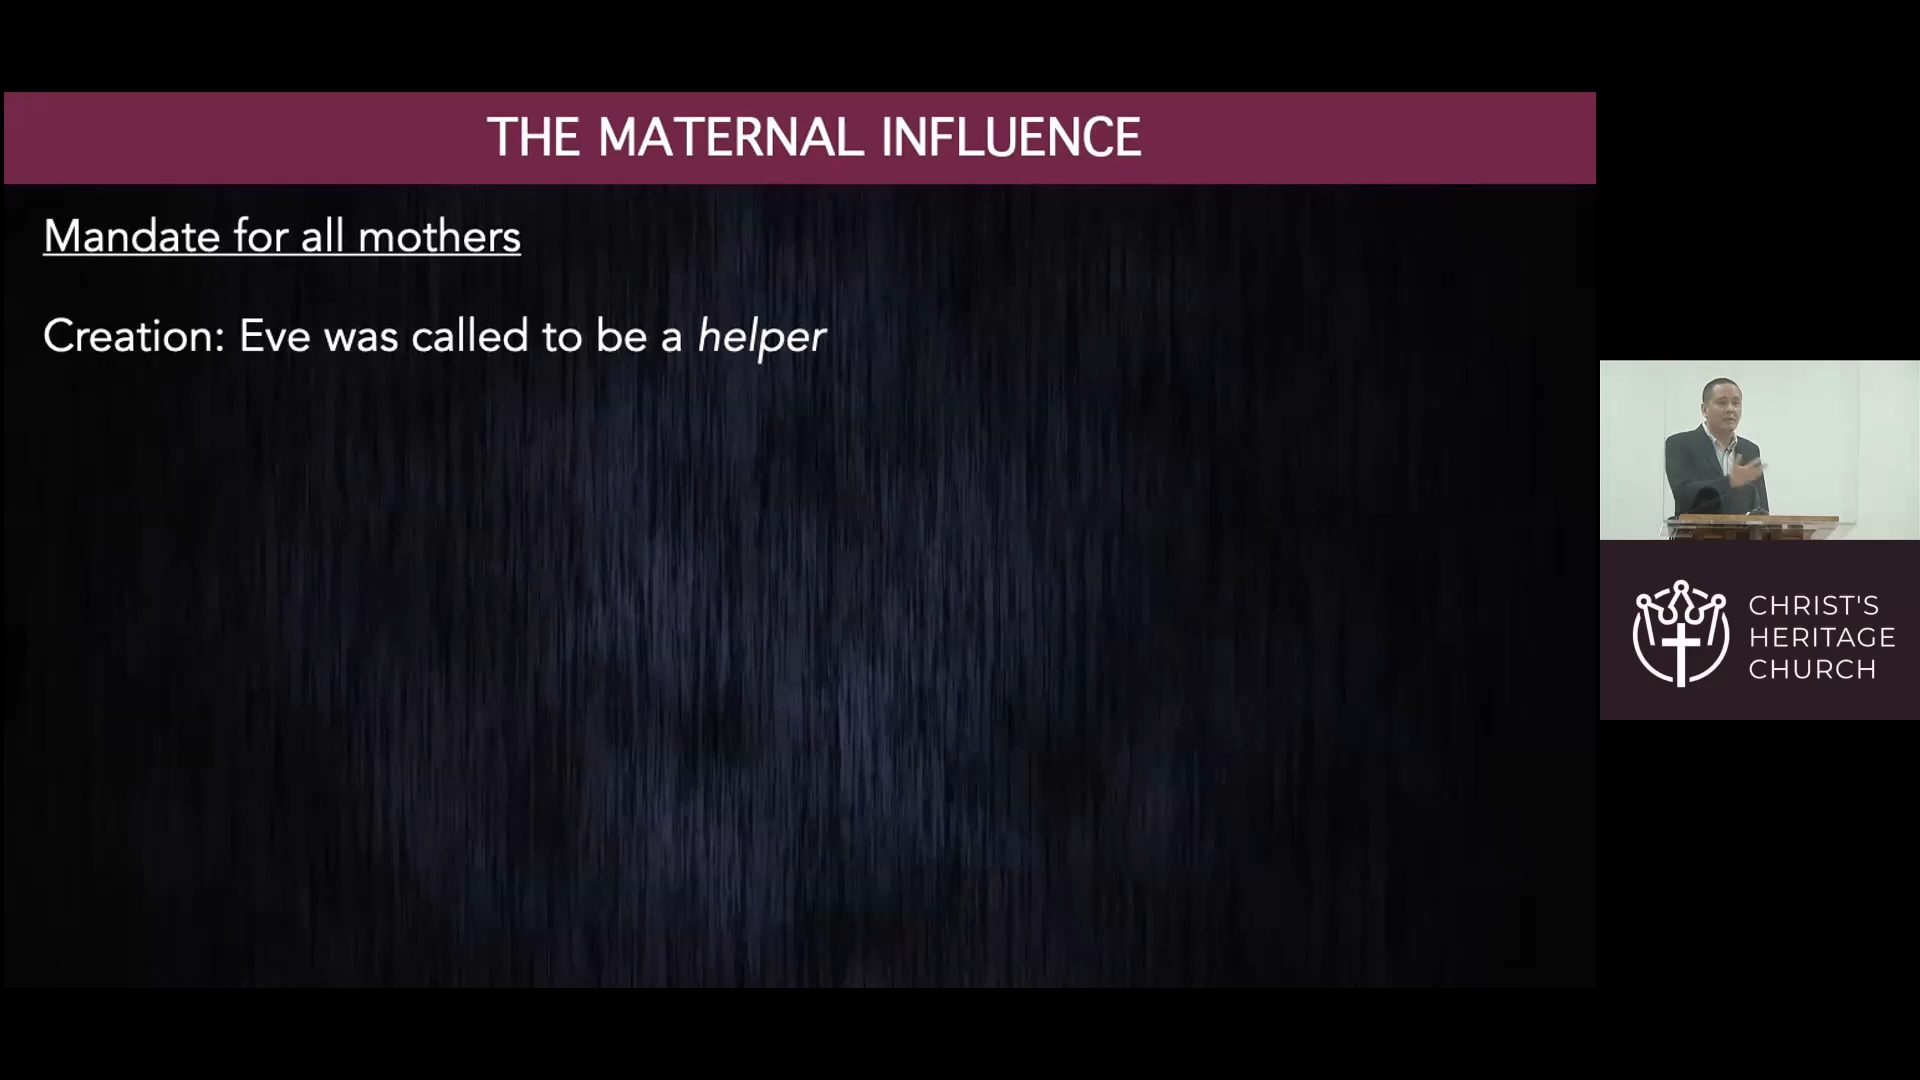 THE MATERNAL INFLUENCE
Mandate for all mothers
Creation: Eve was called to be a helper
CHRIST'S
HERITAGE
CHURCH